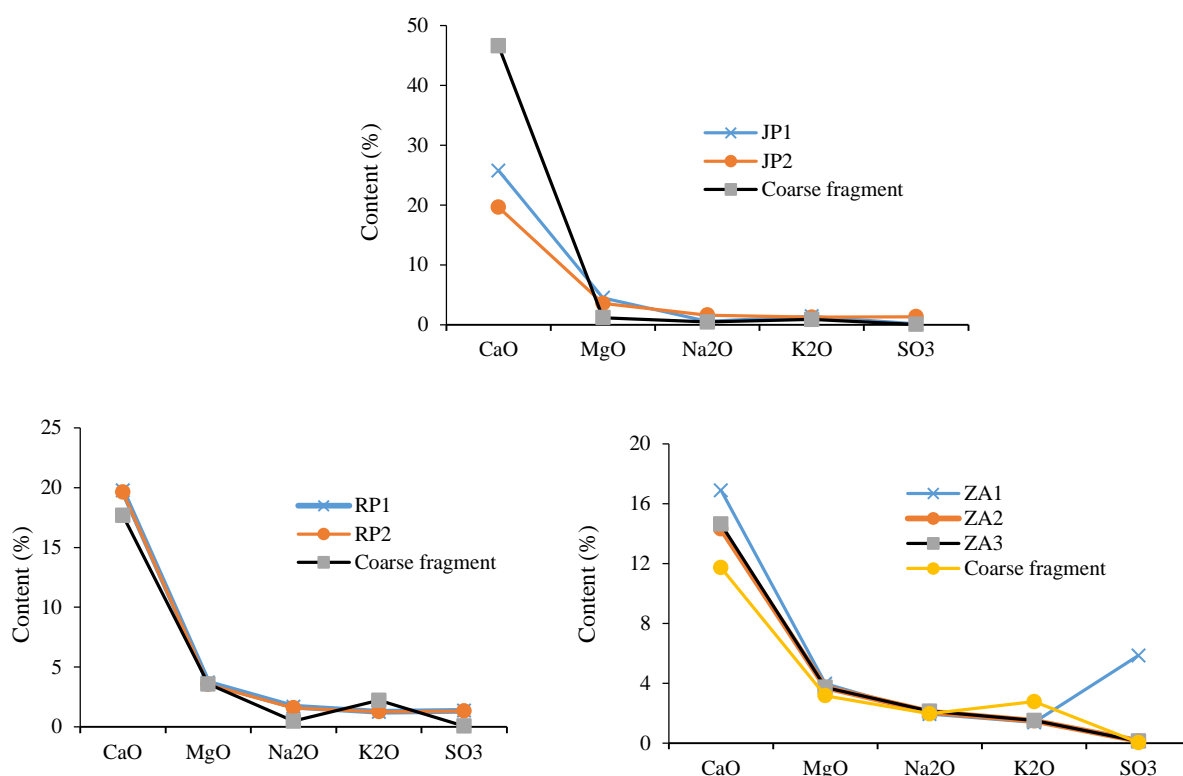 50
40
30
20
10
0
Content (%)
JP1
JP2
Coarse fragment
CaO MgO Na2O K2O SO3
25
20
15
10
5
0
Content (%)
RP1
RP2
Coarse fragment
CaO MgO Na2O K2O SO3
20
16
12
8
4
0
Content (%)
ZA1
ZA2
ZA3
Coarse fragment
CaO MgO Na2O K2O SO3